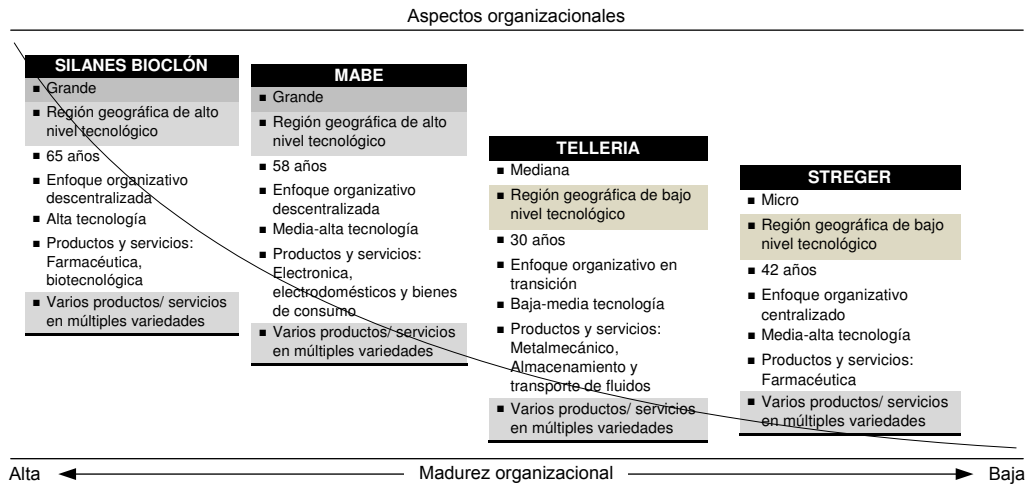 Aspectos organizacionales
SILANES BIOCLÓN
■ Grande
■ Región geográfica de alto
nivel tecnológico
■ 65 años
■ Enfoque organizativo
descentralizada
■ Alta tecnología
■ Productos y servicios:
Farmacéutica,
biotecnológica
■ Varios productos/ servicios
en múltiples variedades
MABE
■ Grande
■ Región geográfica de alto
nivel tecnológico
■ 58 años
■ Enfoque organizativo
descentralizada
■ Media-alta tecnología
■ Productos y servicios:
Electronica,
electrodomésticos y bienes
de consumo
■ Varios productos/ servicios
en múltiples variedades
TELLERIA
■ Mediana
■ Región geográfica de bajo
nivel tecnológico
■ 30 años
■ Enfoque organizativo en
transición
■ Baja-media tecnología
■ Productos y servicios:
Metalmecánico,
Almacenamiento y
transporte de fluidos
■ Varios productos/ servicios
en múltiples variedades
STREGER
■ Micro
■ Región geográfica de bajo
nivel tecnológico
■ 42 años
■ Enfoque organizativo
centralizado
■ Media-alta tecnología
■ Productos y servicios:
Farmacéutica
■ Varios productos/ servicios
en múltiples variedades
Alta Madurez organizacional Baja